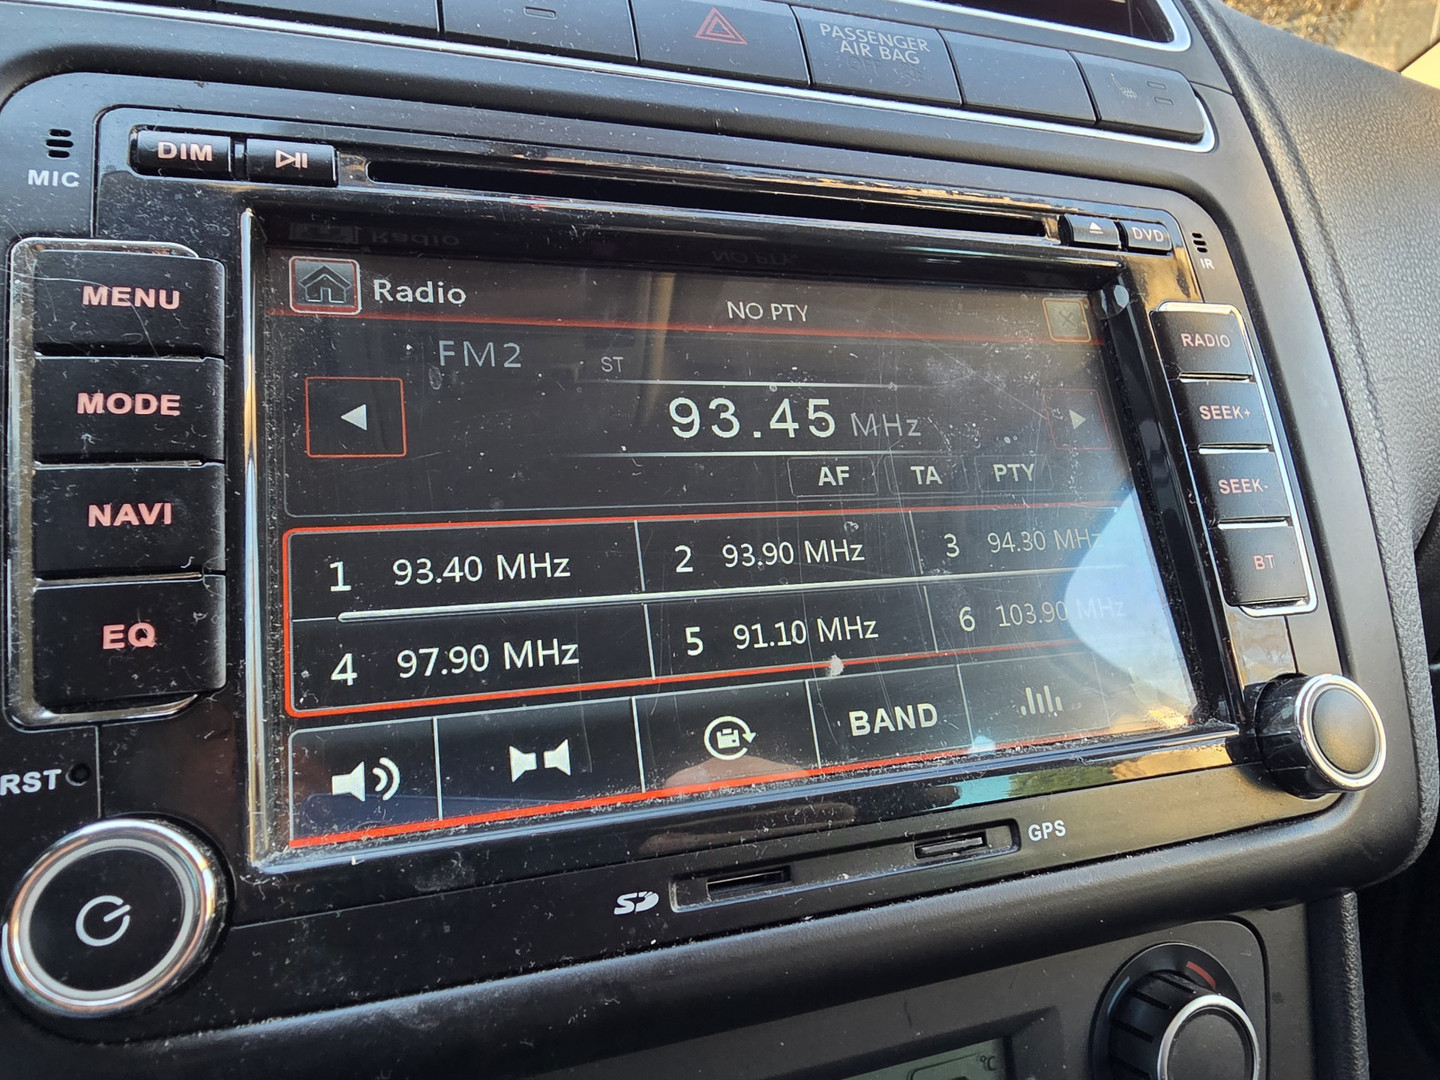 PASSENGER
AIR BAG
MIC
DIM
DVD
IR
MENU
MODE
NAVI
EQ
RST
Radio
NO PTY
FM2
ST
93.45 MHz
AF TA PTY
1 93.40 MHz
2 93.90 MHz
3 94.30 MHz
4 97.90 MHz
5 91.10 MHz
6 103.90 MHz
BAND
RADIO
SEEK+
SEEK-
BT
SD
GPS
°C